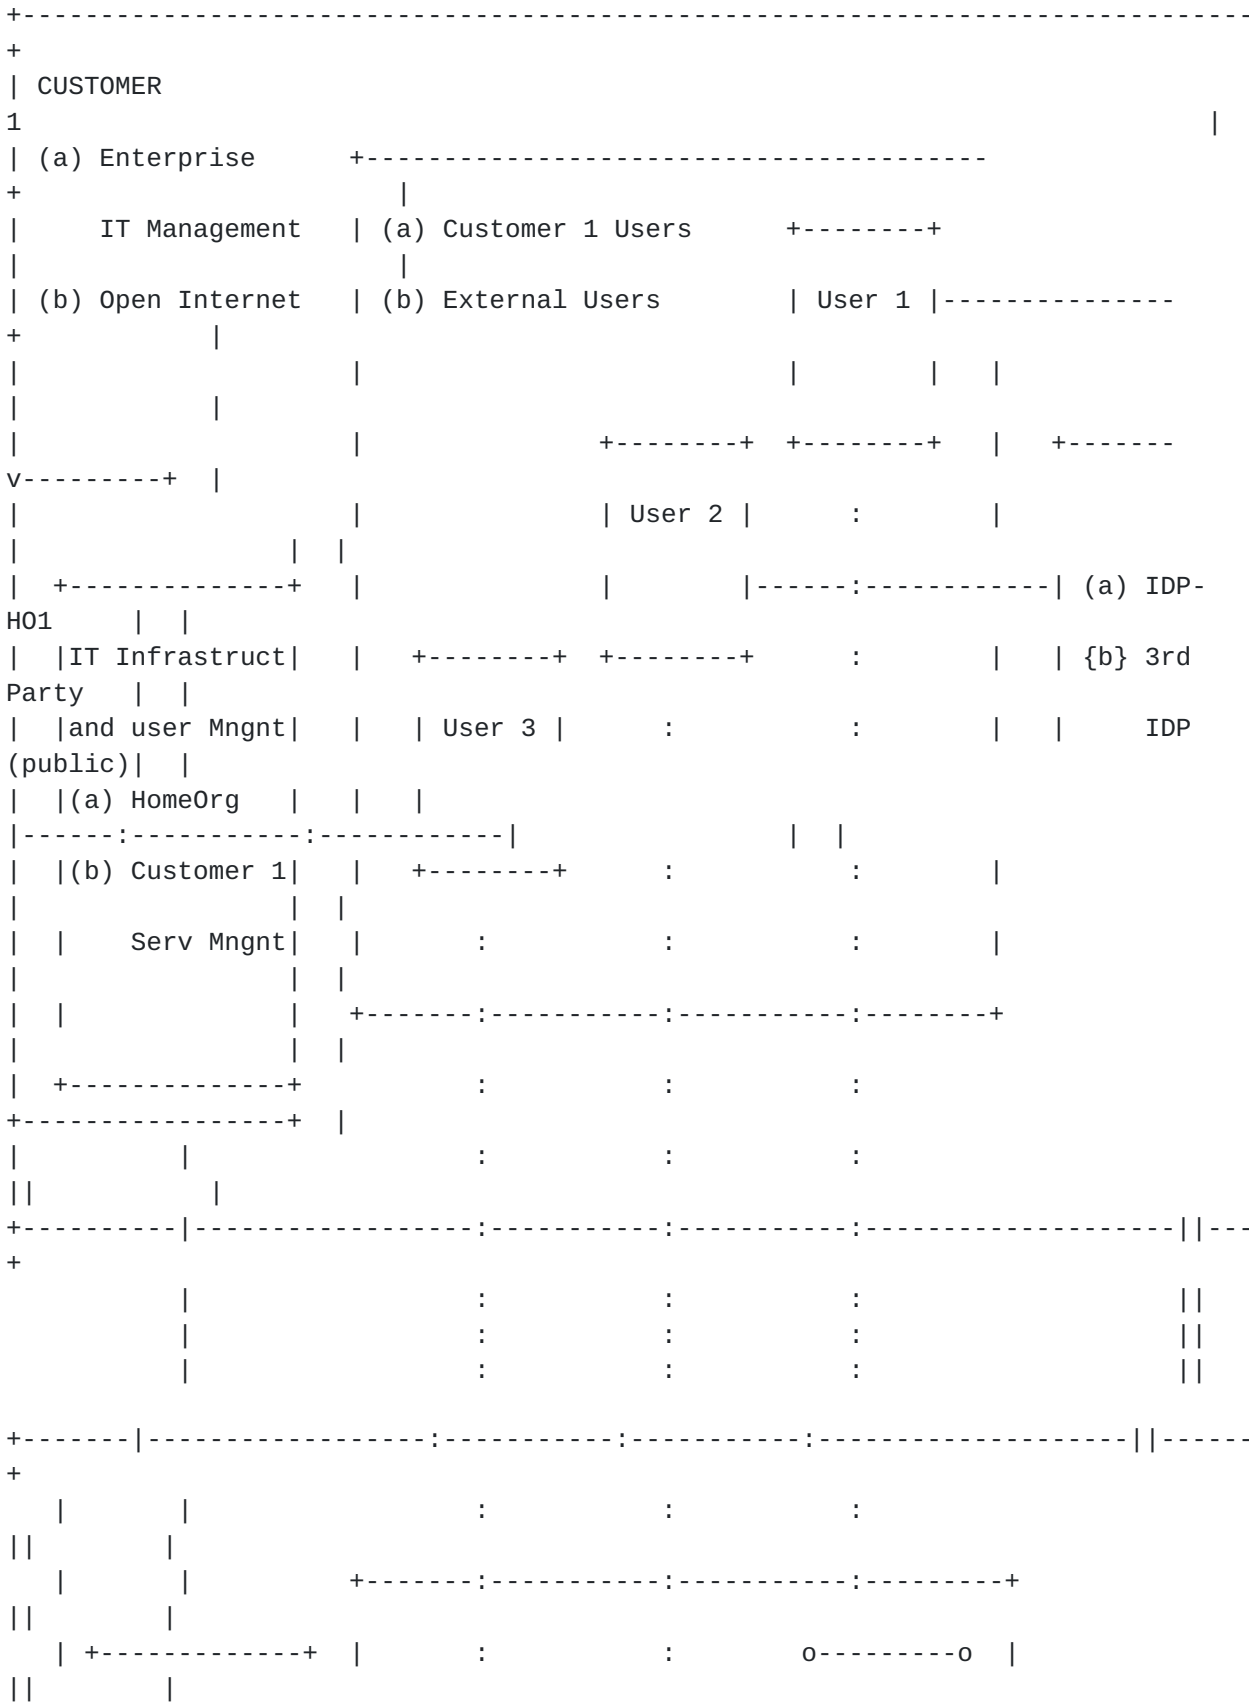 +-------------------------------------------------------------------------------
+
| CUSTOMER
1                                                                            |
| (a) Enterprise      +----------------------------------------
+                        |
|     IT Management   | (a) Customer 1 Users      +--------+
|                        |
| (b) Open Internet   | (b) External Users        | User 1 |---------------
+            |
|                     |                           |        |   |
|            |
|                     |               +--------+  +--------+   |   +-------
v---------+  |
|                     |               | User 2 |      :        |
|                 |  |
|  +--------------+   |               |        |------:------------| (a) IDP-
HO1      |  |
|  |IT Infrastruct|   |   +--------+  +--------+      :        |   | {b} 3rd
Party   |  |
|  |and user Mngnt|   |   | User 3 |      :           :        |   |     IDP
(public)|  |
|  |(a) HomeOrg   |   |   |
|------:-----------:------------|                 |  |
|  |(b) Customer 1|   |   +--------+      :           :        |
|                 |  |
|  |    Serv Mngnt|   |       :           :           :        |
|                 |  |
|  |              |   +-------:-----------:-----------:--------+
|                 |  |
|  +--------------+           :           :           :
+-----------------+  |
|          |                  :           :           :
||           |
+----------|------------------:-----------:-----------:--------------------||---
+
           |                  :           :           :                    ||
           |                  :           :           :                    ||
           |                  :           :           :                    ||
+-------|------------------:-----------:-----------:--------------------||------
+
   |       |                  :           :           :
||        |
   |       |          +-------:-----------:-----------:---------+
||        |
   | +-------------+  |       :           :        o---------o  |
||        |